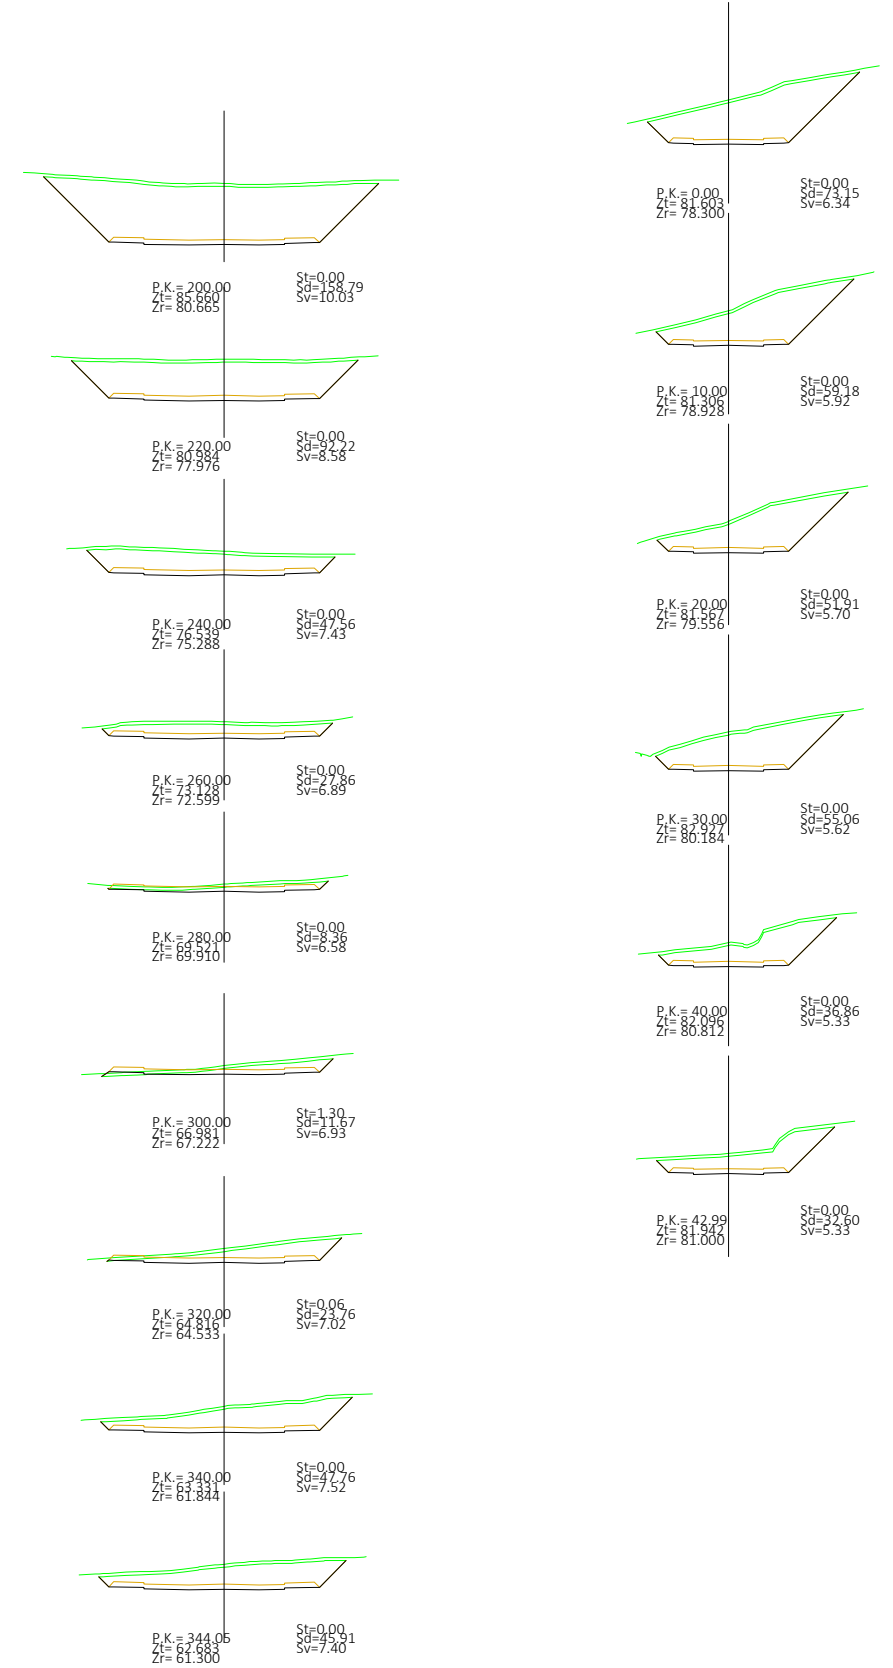 P.K.= 200.00
Zt= 85.660
Zr= 80.665
St=0.00
Sd=158.79
Sv=10.03
P.K.= 220.00
Zt= 80.984
Zr= 77.976
St=0.00
Sd=92.22
Sv=8.58
P.K.= 240.00
Zt= 76.539
Zr= 75.288
St=0.00
Sd=47.56
Sv=7.43
P.K.= 260.00
Zt= 73.128
Zr= 72.599
St=0.00
Sd=27.86
Sv=6.89
P.K.= 280.00
Zt= 69.521
Zr= 69.910
St=0.00
Sd=8.36
Sv=6.58
P.K.= 300.00
Zt= 66.981
Zr= 67.222
St=1.30
Sd=11.67
Sv=6.93
P.K.= 320.00
Zt= 64.816
Zr= 64.533
St=0.06
Sd=23.76
Sv=7.02
P.K.= 340.00
Zt= 63.331
Zr= 61.844
St=0.00
Sd=47.76
Sv=7.52
P.K.= 344.05
Zt= 62.683
Zr= 61.300
St=0.00
Sd=45.91
Sv=7.40
P.K.= 0.00
Zt= 81.603
Zr= 78.300
St=0.00
Sd=73.15
Sv=6.34
P.K.= 10.00
Zt= 81.306
Zr= 78.928
St=0.00
Sd=59.18
Sv=5.92
P.K.= 20.00
Zt= 81.567
Zr= 79.556
St=0.00
Sd=51.91
Sv=5.70
P.K.= 30.00
Zt= 82.927
Zr= 80.184
St=0.00
Sd=55.06
Sv=5.62
P.K.= 40.00
Zt= 82.096
Zr= 80.812
St=0.00
Sd=36.86
Sv=5.33
P.K.= 42.99
Zt= 81.942
Zr= 81.000
St=0.00
Sd=32.60
Sv=5.33